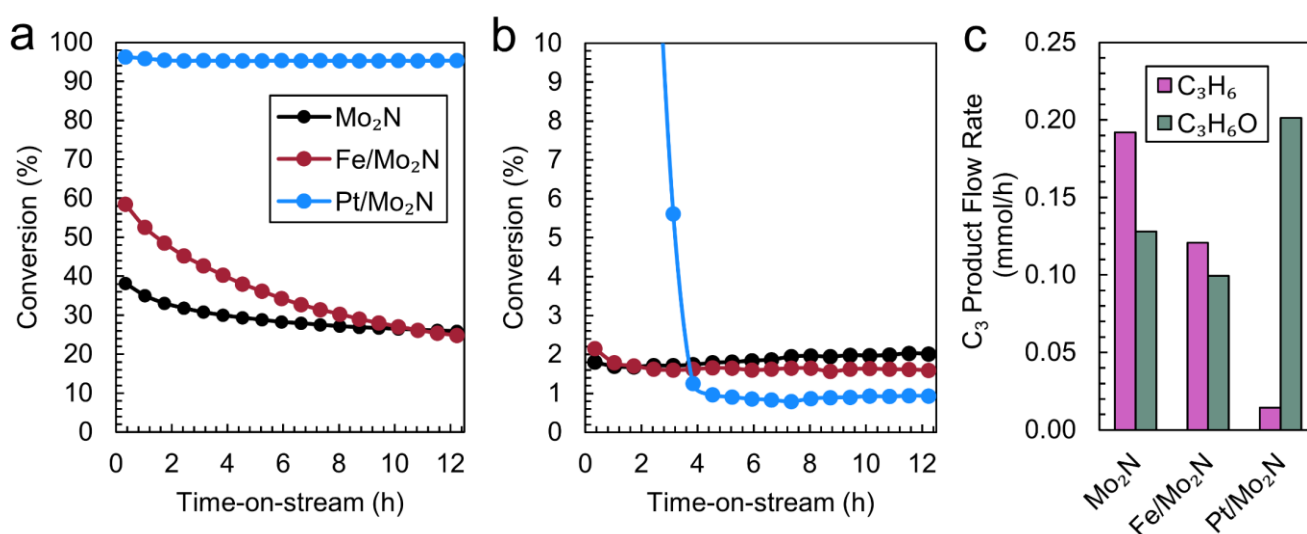 a
100
90
80
70
60
50
40
30
20
10
0
Conversion (%)
Mo₂N
Fe/Mo₂N
Pt/Mo₂N
0 2 4 6 8 10 12
Time-on-stream (h)
b
10
9
8
7
6
5
4
3
2
1
0
Conversion (%)
0 2 4 6 8 10 12
Time-on-stream (h)
c
0.25
0.20
0.15
0.10
0.05
0.00
C₃ Product Flow Rate
(mmol/h)
C₃H₆
C₃H₆O
Mo₂N
Fe/Mo₂N
Pt/Mo₂N